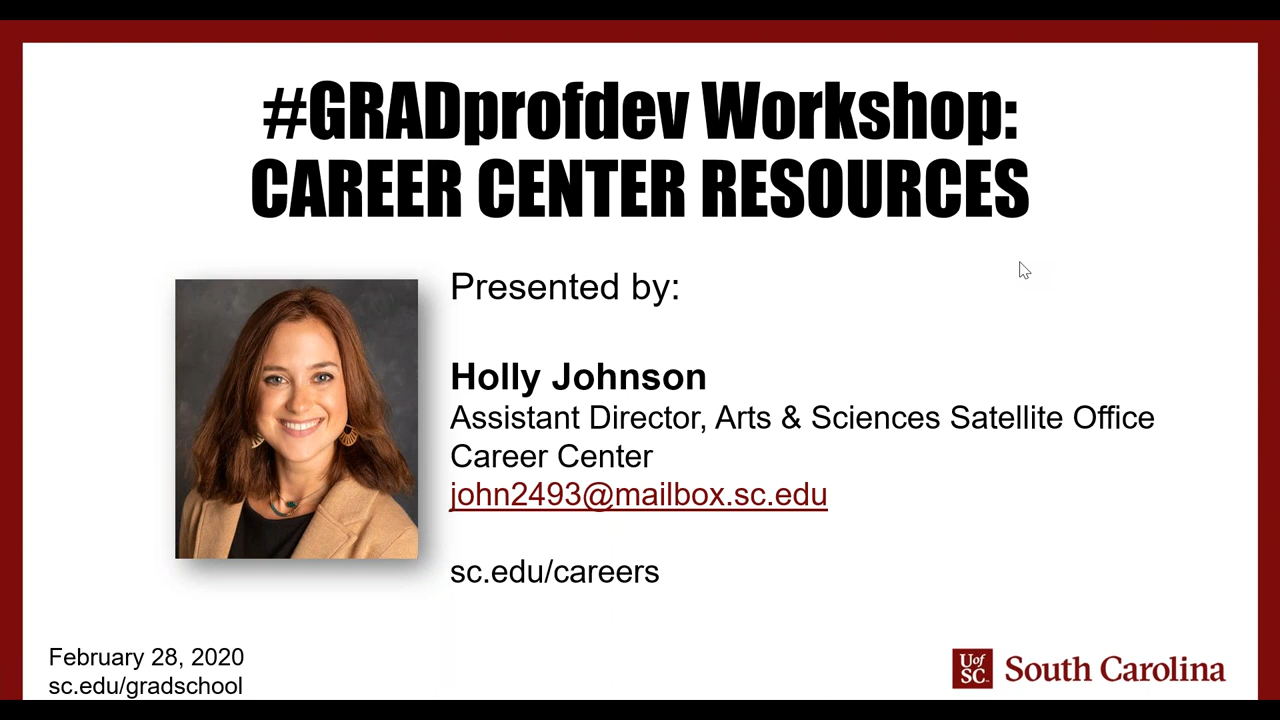 #GRADprofdev Workshop:
CAREER CENTER RESOURCES
Presented by:
Holly Johnson
Assistant Director, Arts & Sciences Satellite Office
Career Center
john2493@mailbox.sc.edu
sc.edu/careers
February 28, 2020
sc.edu/gradschool
UofSC South Carolina